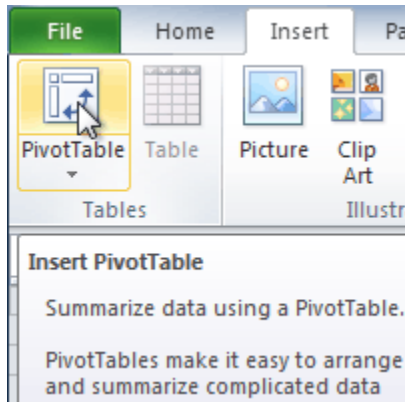 File Home Insert Pa
PivotTable Table Picture Clip
Art
Tables Illustr
Insert PivotTable
Summarize data using a PivotTable.
PivotTables make it easy to arrange
and summarize complicated data